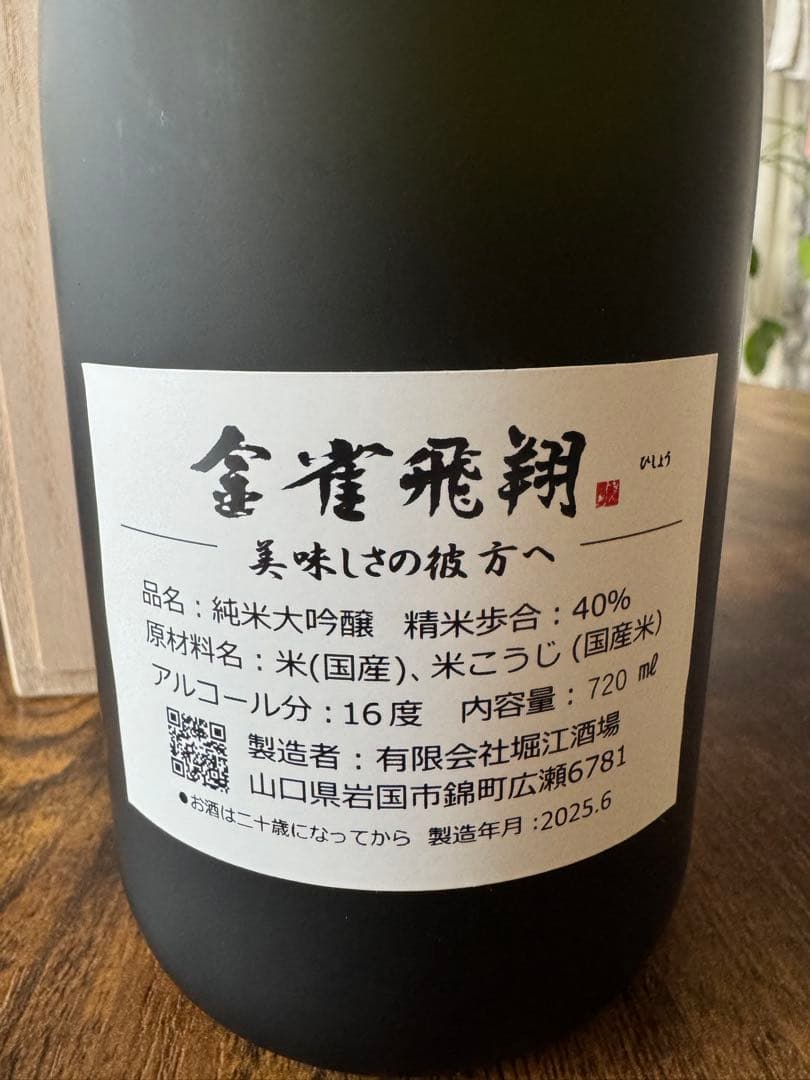 金雀飛翔 ひしょう
美味しさの彼方へ
品名：純米大吟醸 精米歩合：40%
原材料名：米(国産)、米こうじ(国産米)
アルコール分：16度 内容量：720㎖
製造者：有限会社堀江酒場
山口県岩国市錦町広瀬6781
●お酒は二十歳になってから 製造年月：2025.6